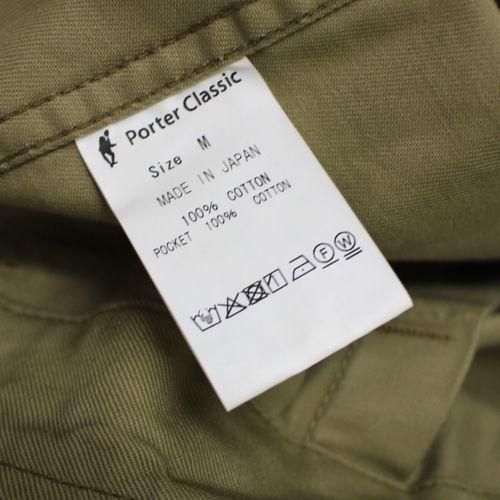 Porter Classic
Size M
MADE IN JAPAN
100% COTTON
POCKET 100% COTTON
F W